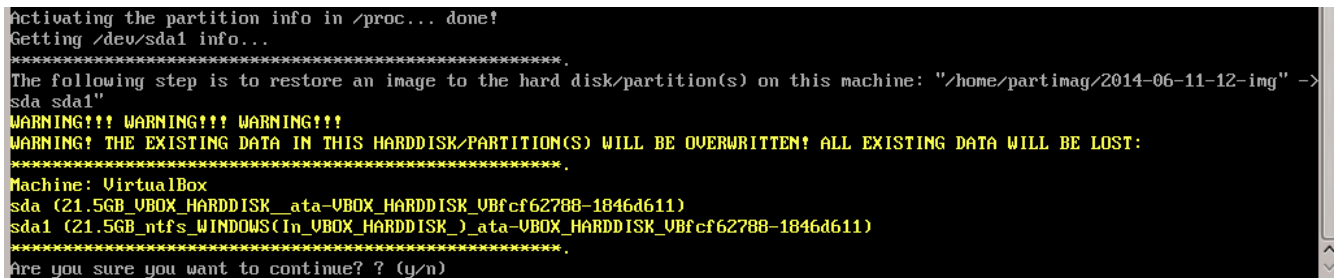 Activating the partition info in /proc... done!
Getting /dev/sda1 info...
*****************************************************.
The following step is to restore an image to the hard disk/partition(s) on this machine: "/home/partimag/2014-06-11-12-img" ->
sda sda1"
WARNING!!! WARNING!!! WARNING!!!
WARNING! THE EXISTING DATA IN THIS HARDDISK/PARTITION(S) WILL BE OVERWRITTEN! ALL EXISTING DATA WILL BE LOST:
*****************************************************.
Machine: VirtualBox
sda (21.5GB_VBOX_HARDDISK__ata-VBOX_HARDDISK_VBfcf62788-1846d611)
sda1 (21.5GB_ntfs_WINDOWS(In_VBOX_HARDDISK_)_ata-VBOX_HARDDISK_VBfcf62788-1846d611)
*****************************************************.
Are you sure you want to continue? ? (y/n)